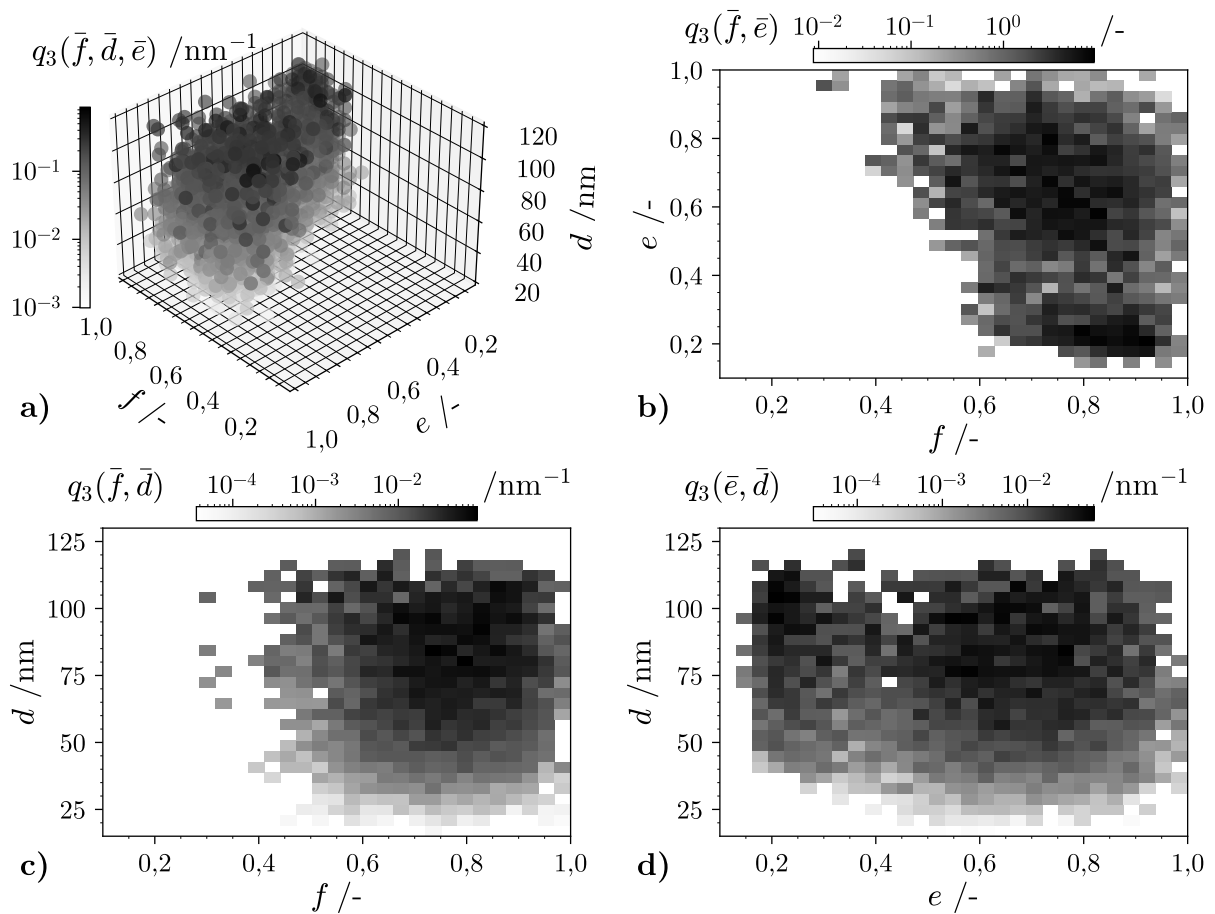 q₃(f̄, d̄, ē) /nm⁻¹
10⁻¹
10⁻²
10⁻³
120
100
80
60
40
20
d /nm
1,0
0,8
0,6
0,4
0,2
f /-
1,0
0,8
0,6
0,4
0,2
e /-
a)
q₃(f̄, ē)
10⁻² 10⁻¹ 10⁰
/-
1,0
0,8
0,6
0,4
0,2
e /-
0,2 0,4 0,6 0,8 1,0
f /-
b)
q₃(f̄, d̄)
10⁻⁴ 10⁻³ 10⁻²
/nm⁻¹
125
100
75
50
25
d /nm
0,2 0,4 0,6 0,8 1,0
f /-
c)
q₃(ē, d̄)
10⁻⁴ 10⁻³ 10⁻²
/nm⁻¹
125
100
75
50
25
d /nm
0,2 0,4 0,6 0,8 1,0
e /-
d)